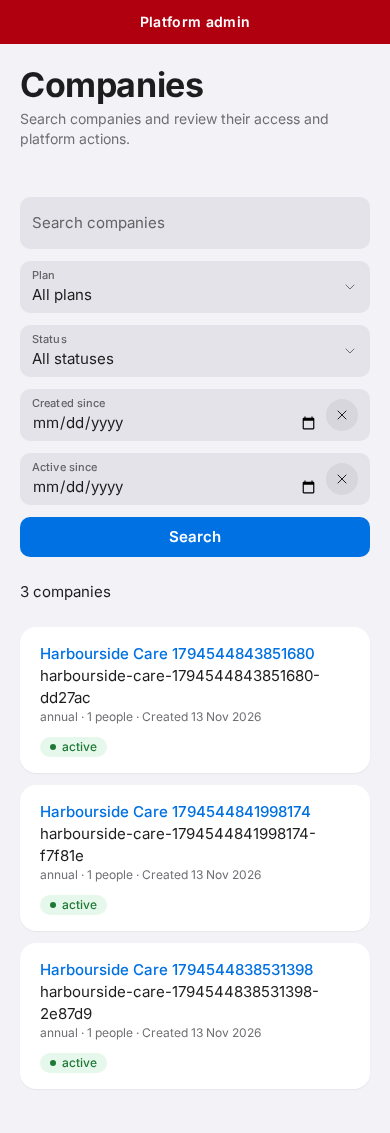 Platform admin
Companies
Search companies and review their access and
platform actions.
Search companies
Plan
All plans
Status
All statuses
Created since
mm/dd/yyyy
Active since
mm/dd/yyyy
Search
3 companies
Harbourside Care 1794544843851680
harbourside-care-1794544843851680-
dd27ac
annual · 1 people · Created 13 Nov 2026
active
Harbourside Care 1794544841998174
harbourside-care-1794544841998174-
f7f81e
annual · 1 people · Created 13 Nov 2026
active
Harbourside Care 1794544838531398
harbourside-care-1794544838531398-
2e87d9
annual · 1 people · Created 13 Nov 2026
active